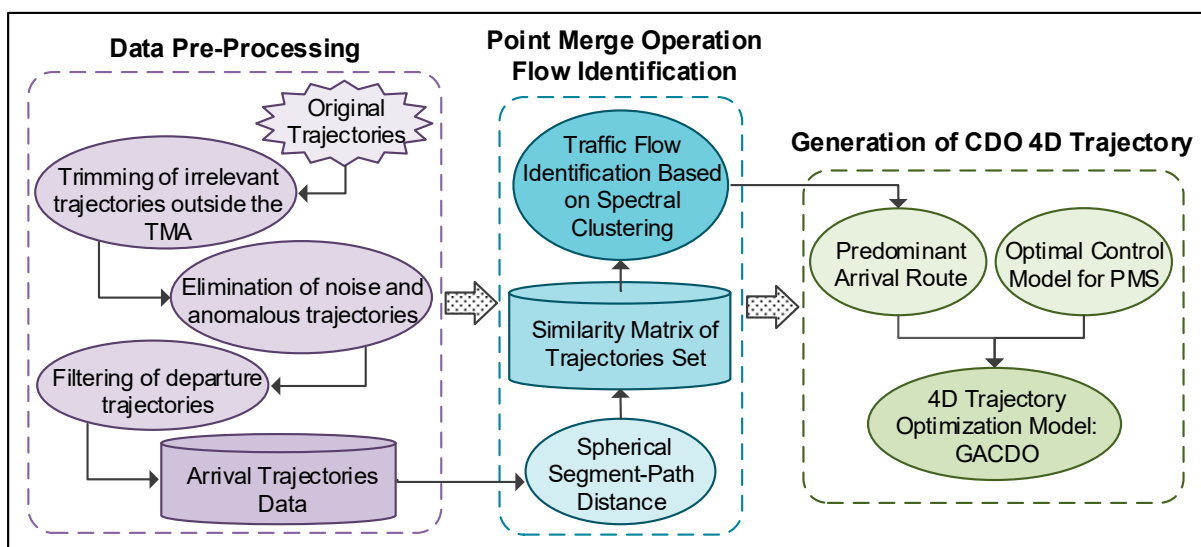 Data Pre-Processing
Original
Trajectories
Trimming of irrelevant
trajectories outside the
TMA
Elimination of noise and
anomalous trajectories
Filtering of departure
trajectories
Arrival Trajectories
Data
Point Merge Operation
Flow Identification
Traffic Flow
Identification Based
on Spectral
Clustering
Similarity Matrix of
Trajectories Set
Spherical
Segment-Path
Distance
Generation of CDO 4D Trajectory
Predominant
Arrival Route
Optimal Control
Model for PMS
4D Trajectory
Optimization Model:
GACDO